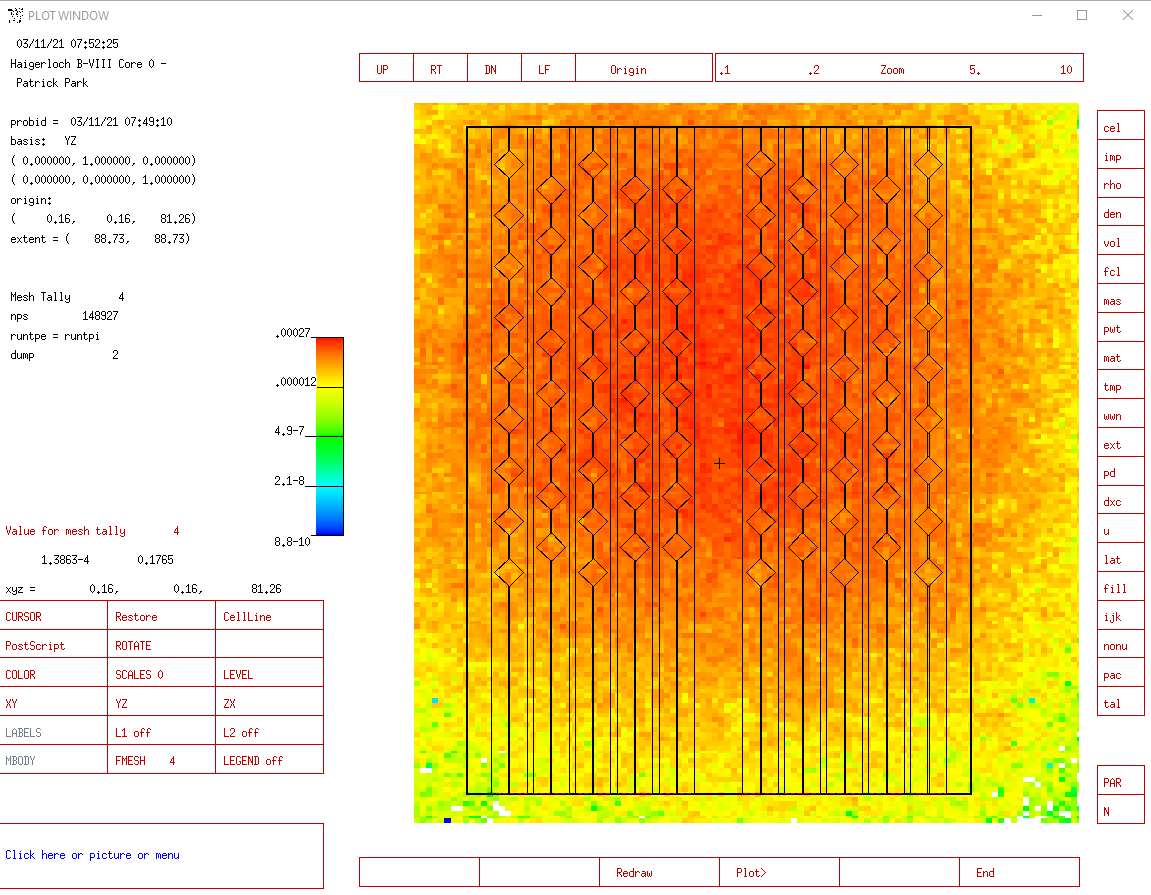 PLOT WINDOW
03/11/21 07:52:25
Haigerloch B-VIII Core 0 -
Patrick Park
probid = 03/11/21 07:49:10
basis: YZ
( 0.000000, 1.000000, 0.000000)
( 0.000000, 0.000000, 1.000000)
origin:
( 0.16, 0.16, 81.26)
extent = ( 88.73, 88.73)
Mesh Tally 4
nps 148927
runtpe = runtpi
dump 2
.00027
.000012
4.9-7
2.1-8
8.8-10
Value for mesh tally 4
1.3863-4 0.1765
xyz = 0.16, 0.16, 81.26
CURSOR Restore CellLine
PostScript ROTATE
COLOR SCALES 0 LEVEL
XY YZ ZX
LABELS L1 off L2 off
MBODY FMESH 4 LEGEND off
Click here or picture or menu
UP RT DN LF Origin .1 .2 Zoom 5. 10
cel
imp
rho
den
vol
fcl
mas
pwt
mat
tmp
wwn
ext
pd
dxc
u
lat
fill
ijk
nonu
pac
tal
PAR
N
Redraw Plot> End